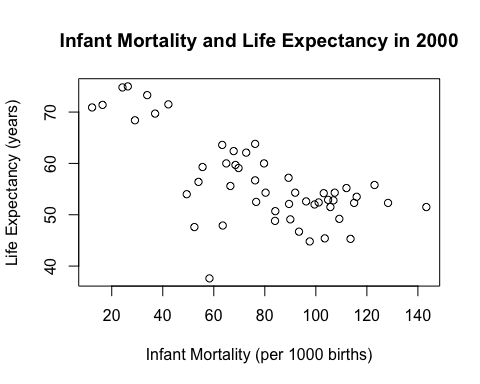 Infant Mortality and Life Expectancy in 2000
Life Expectancy (years)
70
60
50
40
20 40 60 80 100 120 140
Infant Mortality (per 1000 births)